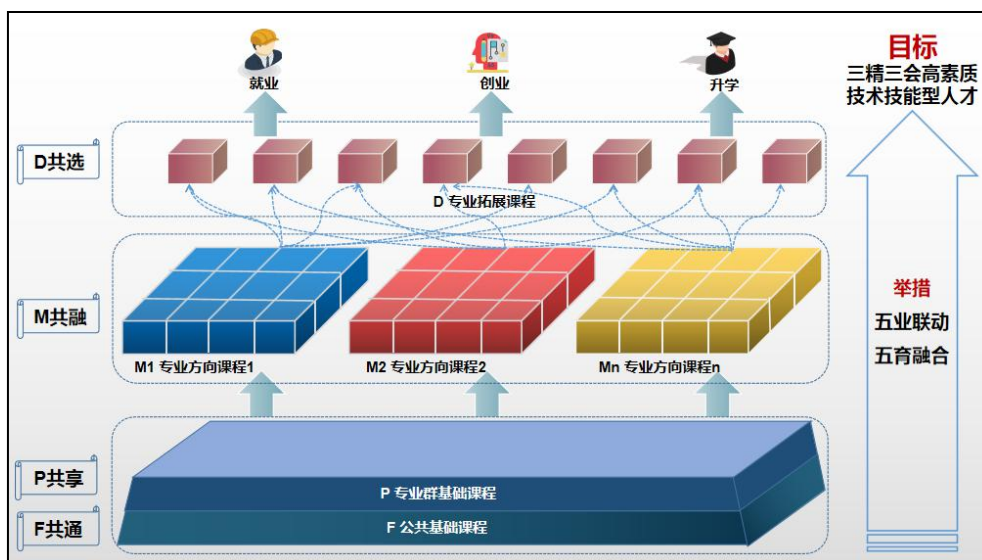 就业
创业
升学
目标
三精三会高素质
技术技能型人才
D共选
D 专业拓展课程
M共融
举措
五业联动
五育融合
M1 专业方向课程1
M2 专业方向课程2
Mn 专业方向课程n
P共享
P 专业群基础课程
F共通
F 公共基础课程